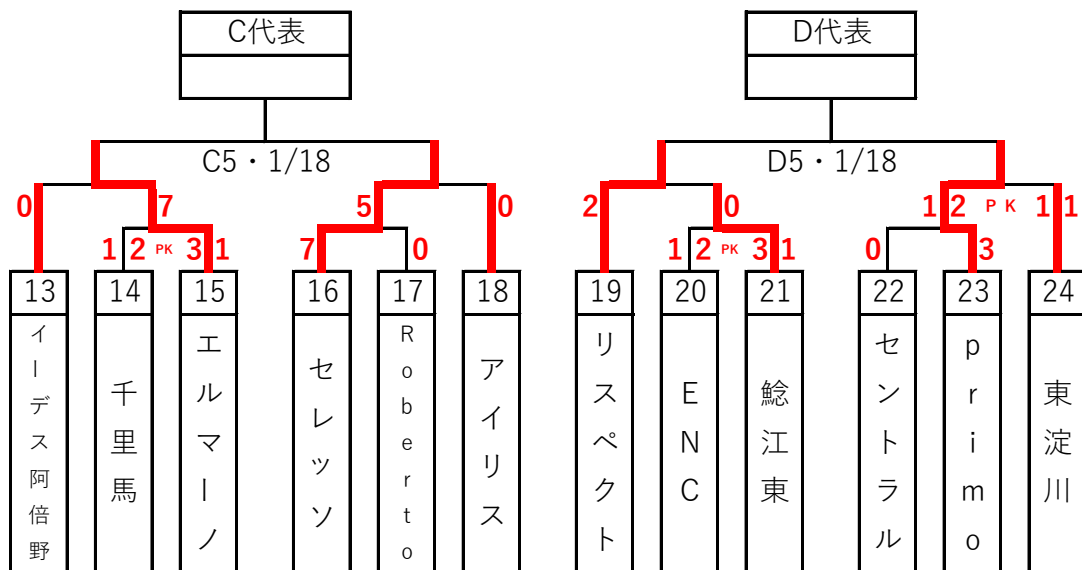 C代表
D代表
C5・1/18
D5・1/18
0 7 5 0 2 0 1 2 PK 1 1
1 2 PK 3 1 7 0 1 2 PK 3 1 0 3
13 14 15 16 17 18 19 20 21 22 23 24
イーデス阿倍野
千里馬
エルマーノ
セレッソ
Roberto
アイリス
リスペクト
ENC
鯰江東
セントラル
primo
東淀川